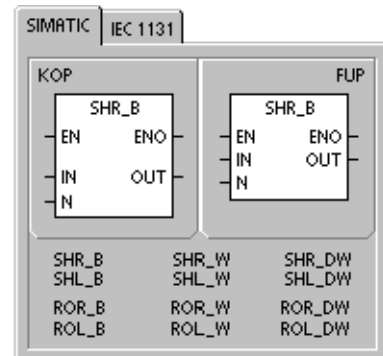 SIMATIC IEC 1131
KOP FUP
SHR_B SHR_B
EN ENO EN ENO
IN OUT IN OUT
N N
SHR_B SHR_W SHR_DW
SHL_B SHL_W SHL_DW
ROR_B ROR_W ROR_DW
ROL_B ROL_W ROL_DW